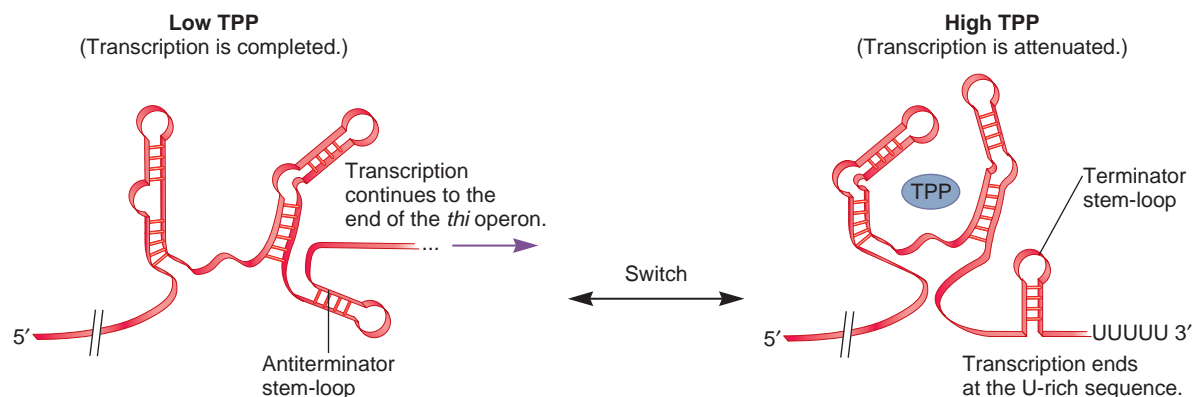 Low TPP
(Transcription is completed.)
Transcription
continues to the
end of the thi operon.
...
5′
Antiterminator
stem-loop
Switch
High TPP
(Transcription is attenuated.)
TPP
Terminator
stem-loop
5′
UUUUU 3′
Transcription ends
at the U-rich sequence.